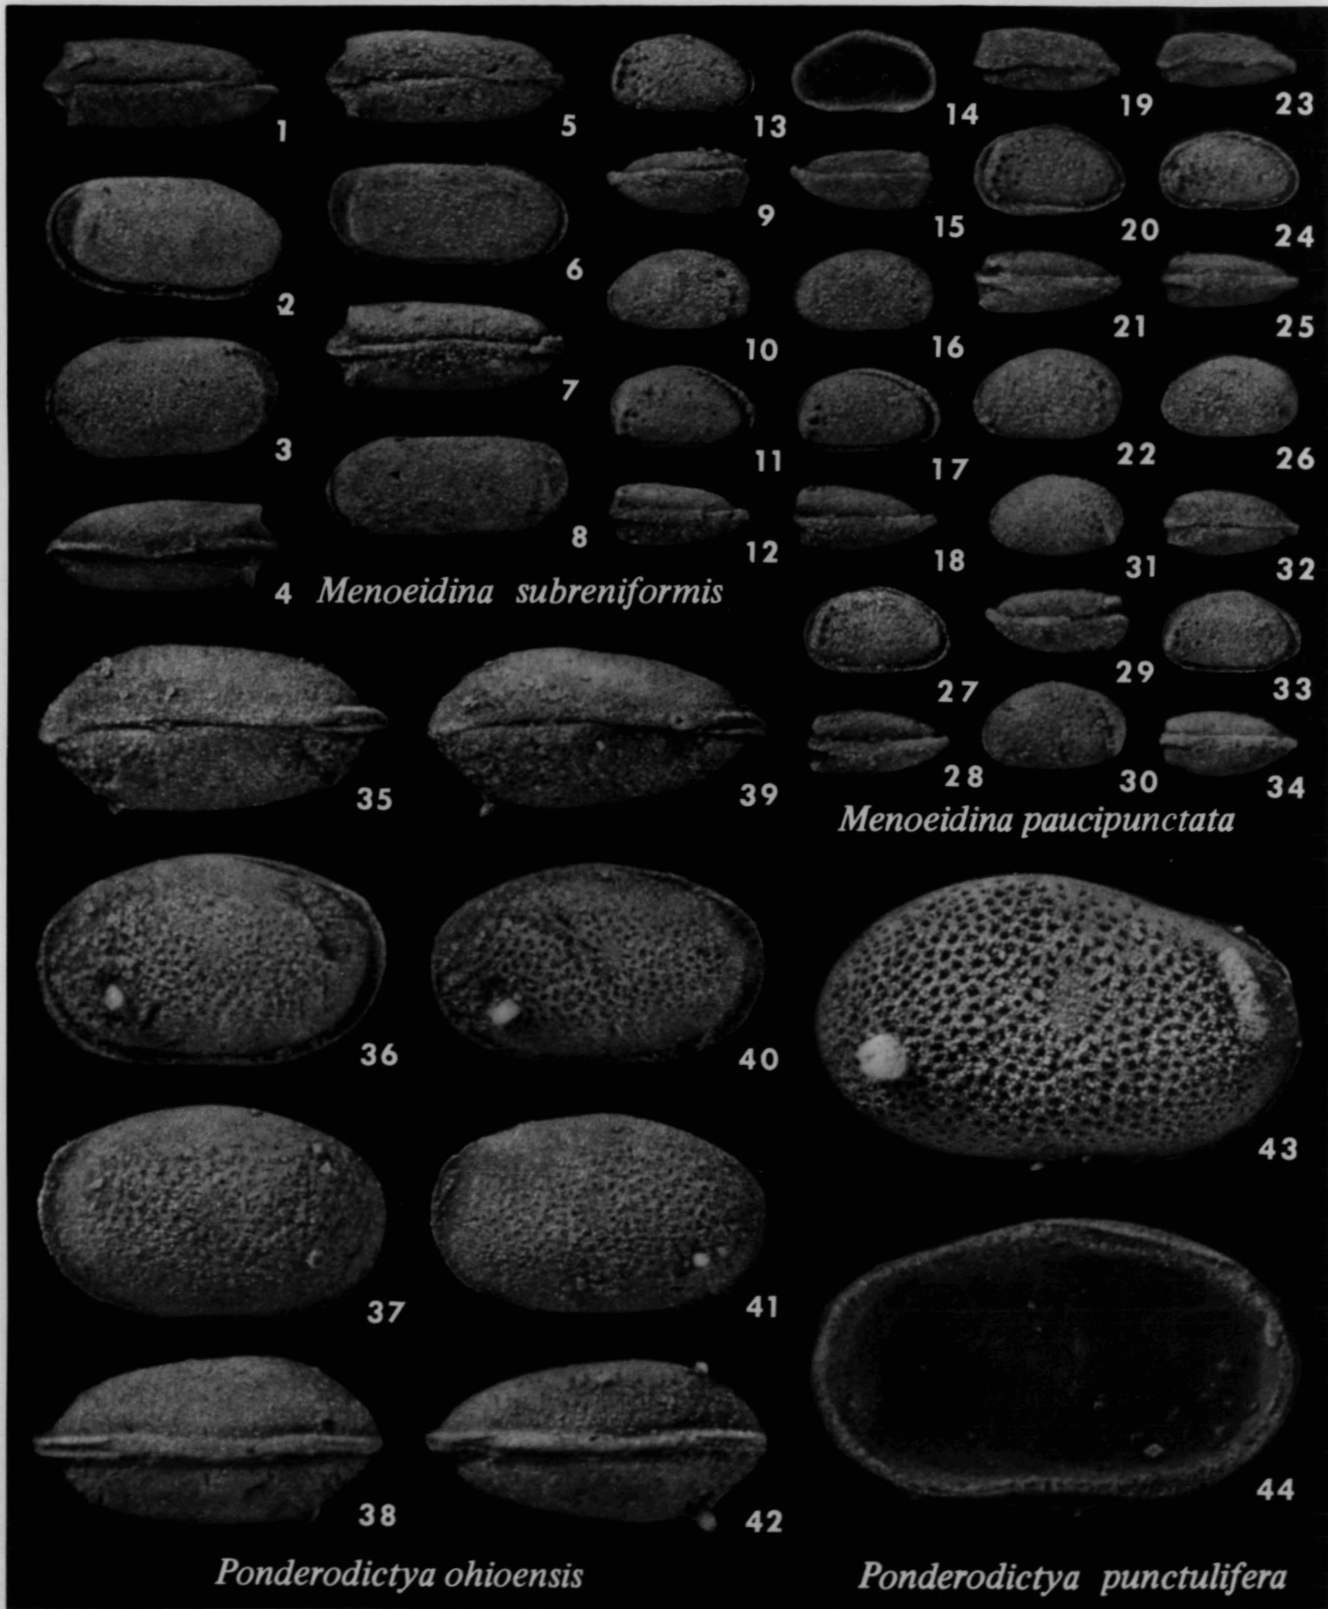 1 5 13 14 19 23
9 15 20 24
2 6
10 16 21 25
3 7 11 17 22 26
4 8 12 18 31 32
Menoeidina subreniformis
27 29 33
28 30 34
35 39
Menoeidina paucipunctata
36 40
43
37 41
44
38 42
Ponderodictya ohioensis
Ponderodictya punctulifera